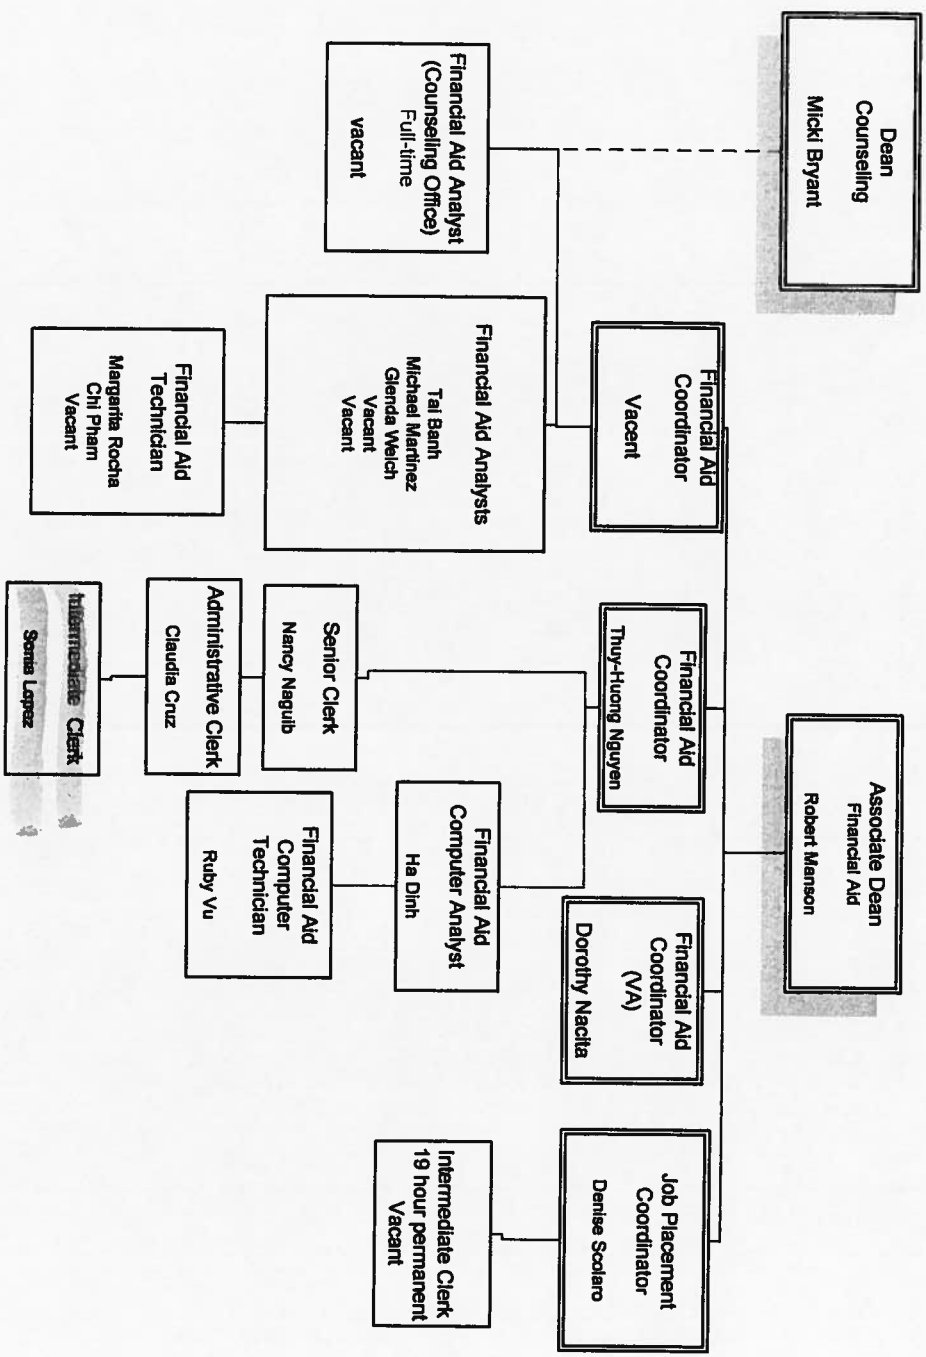 Dean
Counseling
Micki Bryant
Associate Dean
Financial Aid
Robert Manson
Financial Aid
Coordinator
Vacent
Financial Aid
Coordinator
Thuy-Huong Nguyen
Financial Aid
Coordinator
(VA)
Dorothy Nacita
Job Placement
Coordinator
Denise Scolaro
Financial Aid Analyst
(Counseling Office)
Full-time
vacant
Financial Aid Analysts
Tai Banh
Michael Martinez
Glenda Welch
Vacant
Vacant
Financial Aid
Technician
Margarita Rocha
Chi Pham
Vacant
Senior Clerk
Nancy Naguib
Administrative Clerk
Claudia Cruz
Intermediate Clerk
Sonia Lopez
Financial Aid
Computer Analyst
Ha Dinh
Financial Aid
Computer
Technician
Ruby Vu
Intermediate Clerk
19 hour permanent
Vacant